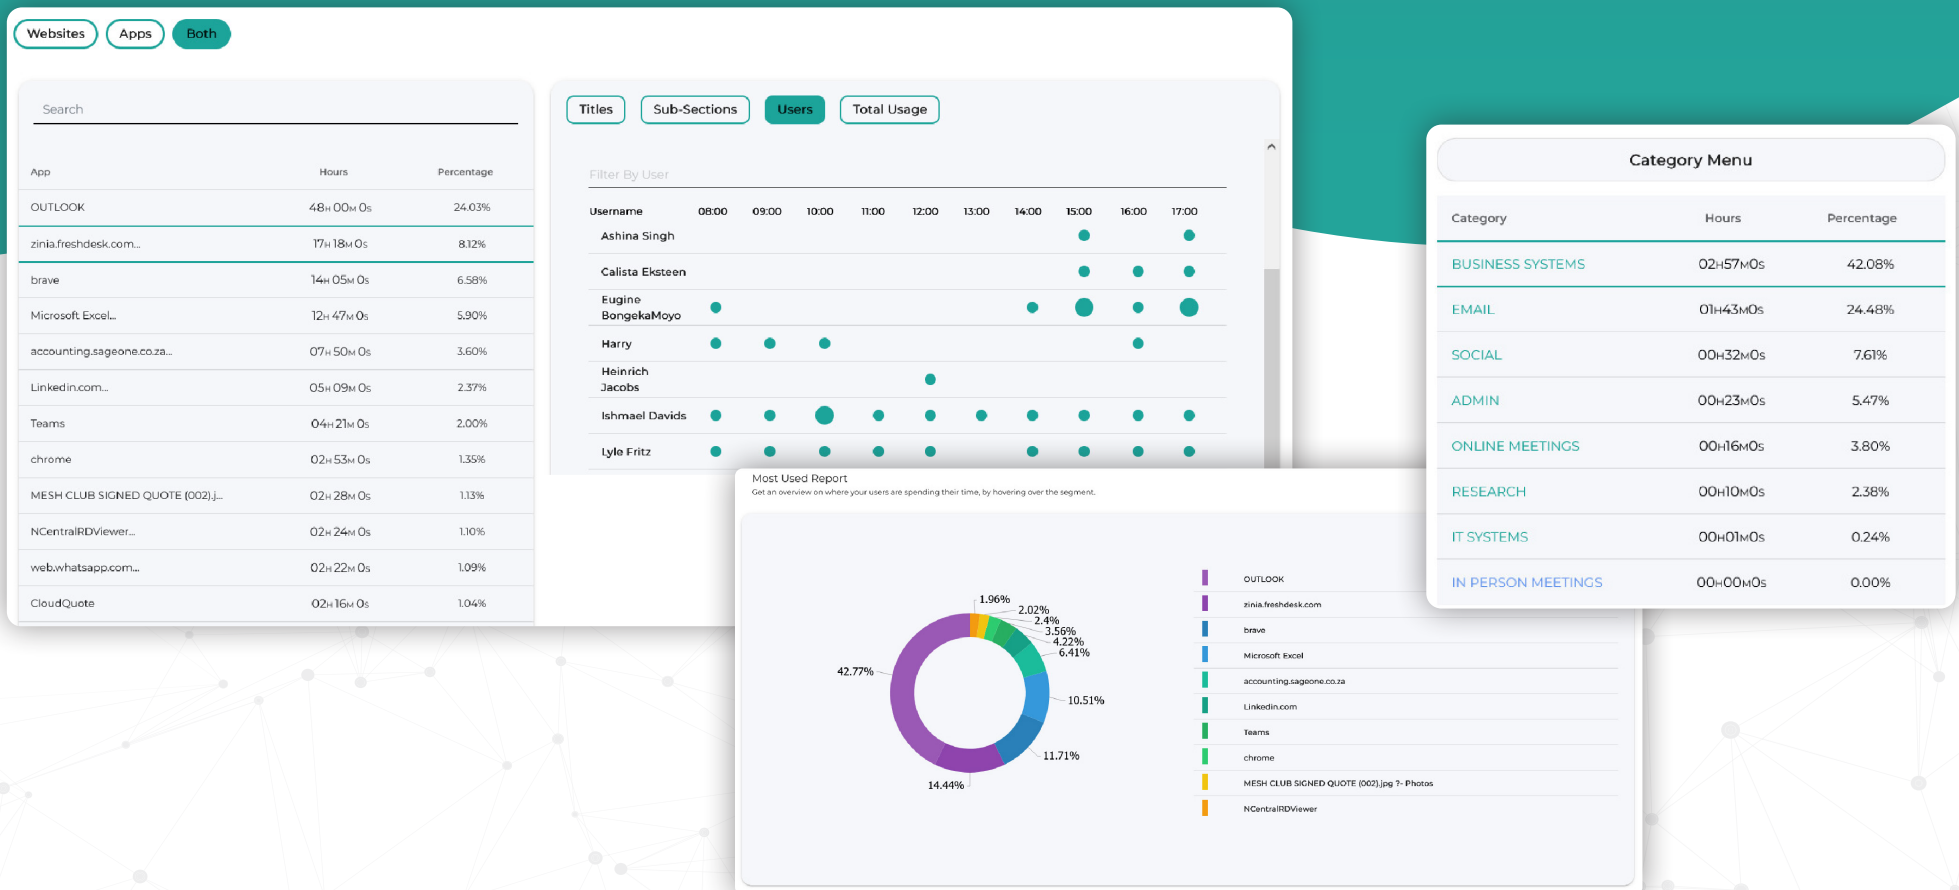 Websites Apps Both
Search
App Hours Percentage
OUTLOOK 48H 00M 0S 24.03%
zinia.freshdesk.com... 17H 18M 0S 8.12%
brave 14H 05M 0S 6.58%
Microsoft Excel... 12H 47M 0S 5.90%
accounting.sageone.co.za... 07H 50M 0S 3.60%
Linkedin.com... 05H 09M 0S 2.37%
Teams 04H 21M 0S 2.00%
chrome 02H 53M 0S 1.35%
MESH CLUB SIGNED QUOTE (002).j... 02H 28M 0S 1.13%
NCentralRDViewer... 02H 24M 0S 1.10%
web.whatsapp.com... 02H 22M 0S 1.09%
CloudQuote 02H 16M 0S 1.04%
Titles Sub-Sections Users Total Usage
Filter By User
Username 08:00 09:00 10:00 11:00 12:00 13:00 14:00 15:00 16:00 17:00
Ashina Singh
Calista Eksteen
Eugine
BongekaMoyo
Harry
Heinrich
Jacobs
Ishmael Davids
Lyle Fritz
Most Used Report
Get an overview on where your users are spending their time, by hovering over the segment.
1.96%
2.02%
2.4%
3.56%
4.22%
6.41%
42.77%
10.51%
11.71%
14.44%
OUTLOOK
zinia.freshdesk.com
brave
Microsoft Excel
accounting.sageone.co.za
Linkedin.com
Teams
chrome
MESH CLUB SIGNED QUOTE (002).jpg ?- Photos
NCentralRDViewer
Category Menu
Category Hours Percentage
BUSINESS SYSTEMS 02H57M0S 42.08%
EMAIL 01H43M0S 24.48%
SOCIAL 00H32M0S 7.61%
ADMIN 00H23M0S 5.47%
ONLINE MEETINGS 00H16M0S 3.80%
RESEARCH 00H10M0S 2.38%
IT SYSTEMS 00H01M0S 0.24%
IN PERSON MEETINGS 00H00M0S 0.00%